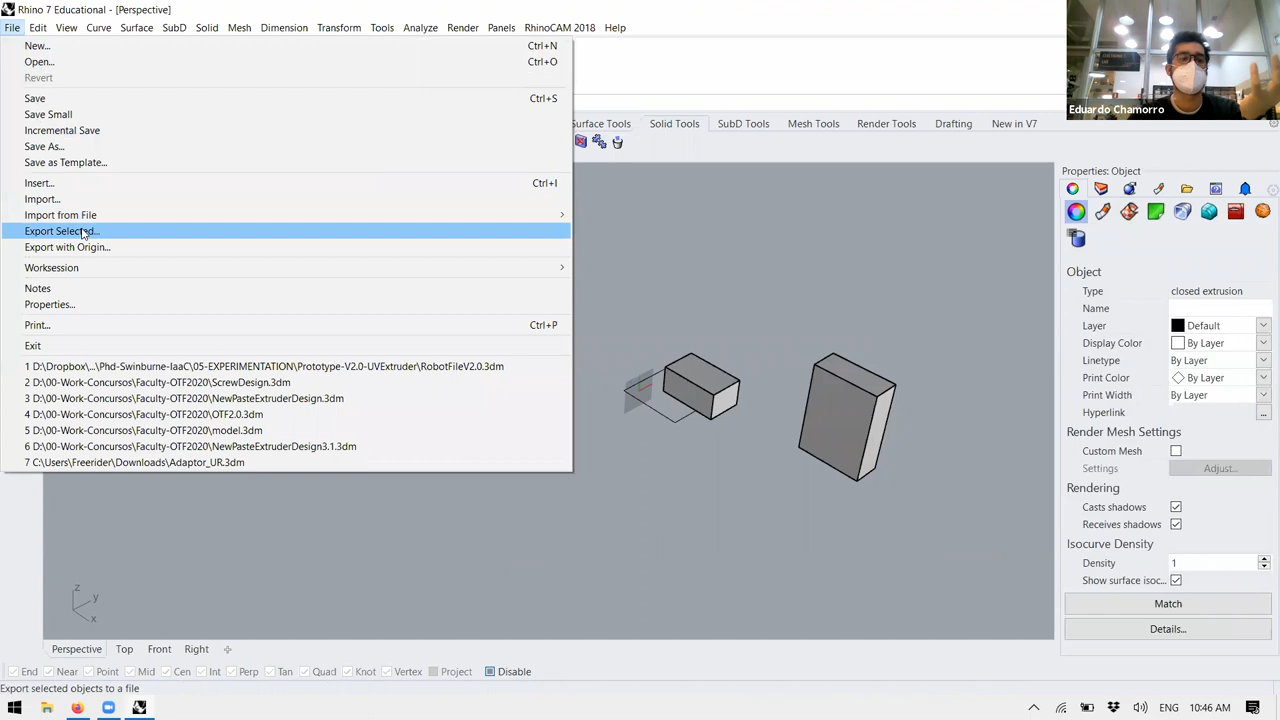 Rhino 7 Educational - [Perspective]
File Edit View Curve Surface SubD Solid Mesh Dimension Transform Tools Analyze Render Panels RhinoCAM 2018 Help
New... Ctrl+N
Open... Ctrl+O
Revert
Save Ctrl+S
Save Small
Incremental Save
Save As...
Save as Template...
Insert... Ctrl+I
Import...
Import from File
Export Selected...
Export with Origin...
Worksession
Notes
Properties...
Print... Ctrl+P
Exit
1 D:\Dropbox\...\Phd-Swinburne-IaaC\05-EXPERIMENTATION\Prototype-V2.0-UVExtruder\RobotFileV2.0.3dm
2 D:\00-Work-Concursos\Faculty-OTF2020\ScrewDesign.3dm
3 D:\00-Work-Concursos\Faculty-OTF2020\NewPasteExtruderDesign.3dm
4 D:\00-Work-Concursos\Faculty-OTF2020\OTF2.0.3dm
5 D:\00-Work-Concursos\Faculty-OTF2020\model.3dm
6 D:\00-Work-Concursos\Faculty-OTF2020\NewPasteExtruderDesign3.1.3dm
7 C:\Users\Freerider\Downloads\Adaptor_UR.3dm
urface Tools Solid Tools SubD Tools Mesh Tools Render Tools Drafting New in V7
Eduardo Chamorro
Properties: Object
Object
Type closed extrusion
Name
Layer Default
Display Color By Layer
Linetype By Layer
Print Color By Layer
Print Width By Layer
Hyperlink ...
Render Mesh Settings
Custom Mesh
Settings Adjust...
Rendering
Casts shadows
Receives shadows
Isocurve Density
Density 1
Show surface isoc...
Match
Details...
z
y
x
Perspective Top Front Right
End Near Point Mid Cen Int Perp Tan Quad Knot Vertex Project Disable
Export selected objects to a file
ENG 10:46 AM